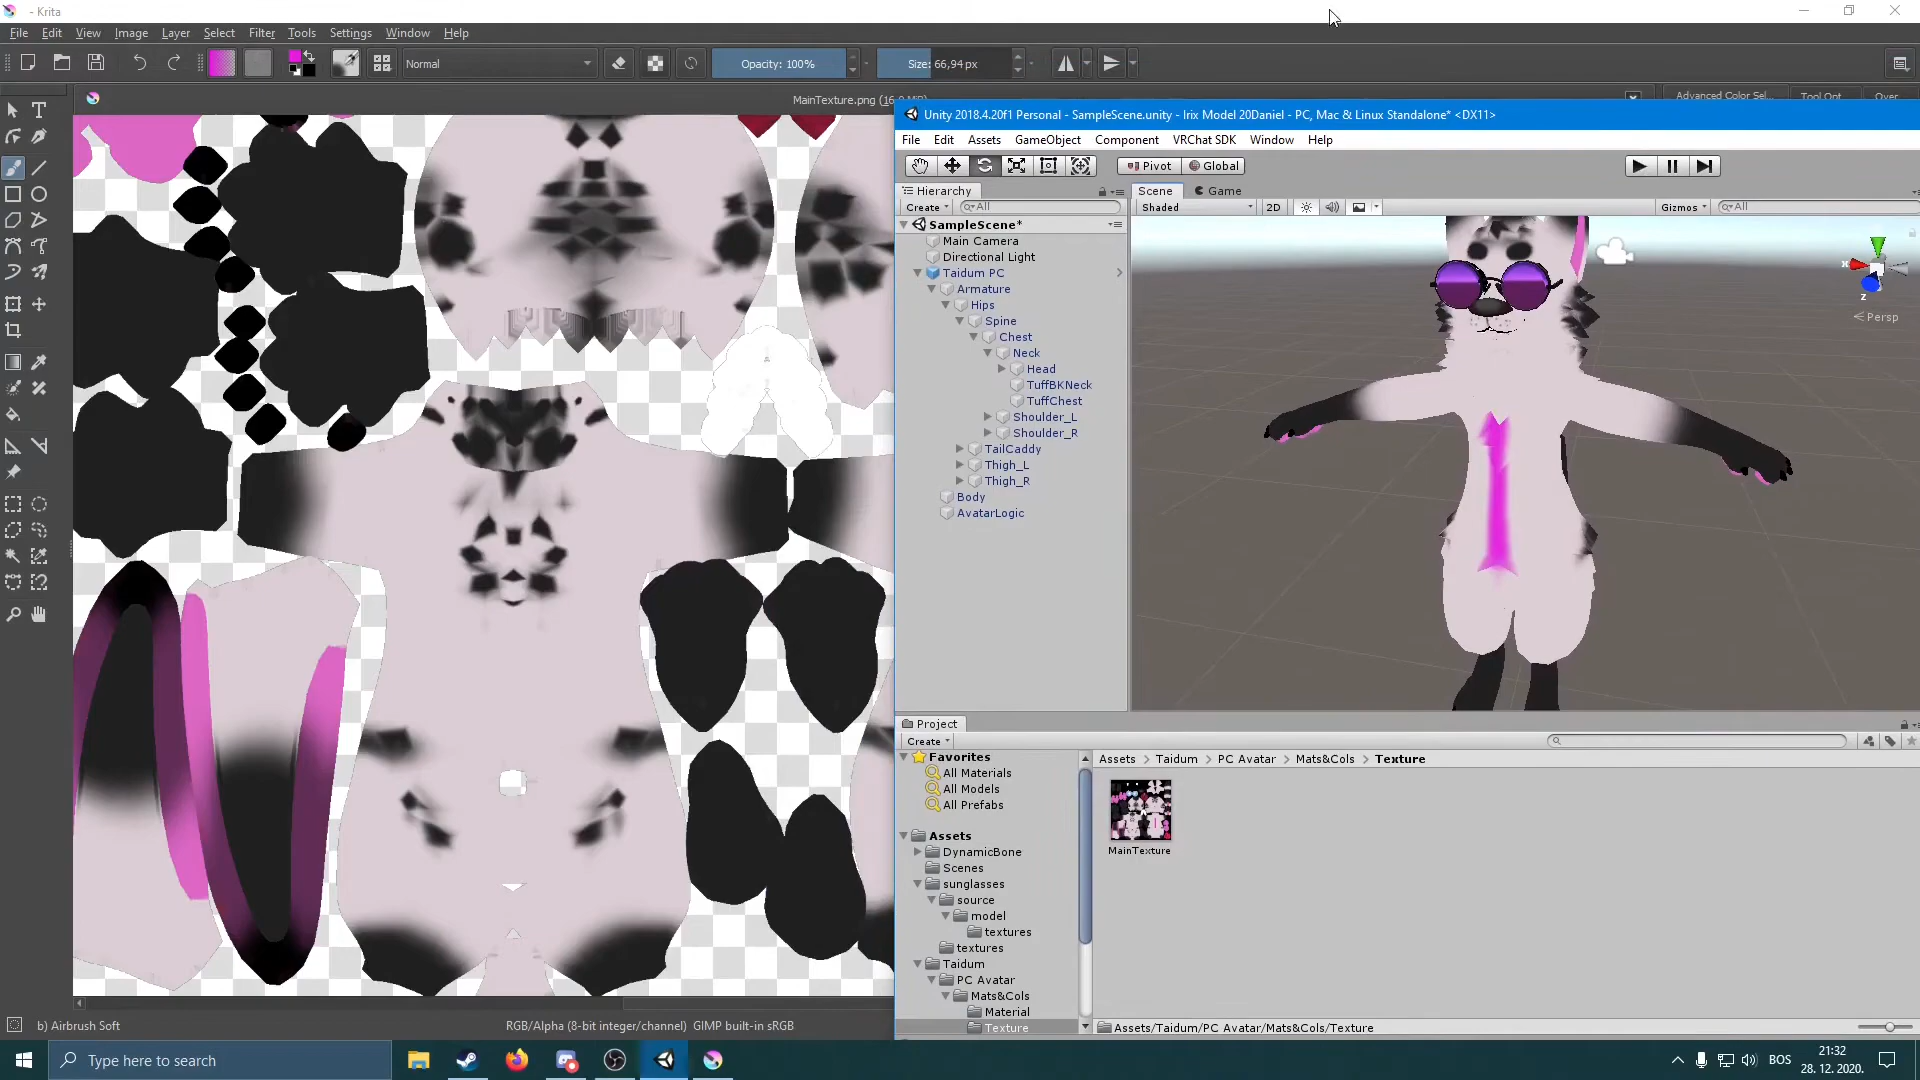 - Krita
File Edit View Image Layer Select Filter Tools Settings Window Help
Normal Opacity: 100% Size: 66,94 px
MainTexture.png (16,0 MiB)
Advanced Color Sel... Tool Opt... Over...
Unity 2018.4.20f1 Personal - SampleScene.unity - Irix Model 20Daniel - PC, Mac & Linux Standalone* <DX11>
File Edit Assets GameObject Component VRChat SDK Window Help
Pivot Global
Hierarchy
Scene Game
Create All
Shaded 2D Gizmos All
SampleScene*
Main Camera
Directional Light
Taidum PC
Armature
Hips
Spine
Chest
Neck
Head
TuffBKNeck
TuffChest
Shoulder_L
Shoulder_R
TailCaddy
Thigh_L
Thigh_R
Body
AvatarLogic
x
z
Persp
Project
Create
Favorites
All Materials
All Models
All Prefabs
Assets
DynamicBone
Scenes
sunglasses
source
model
textures
textures
Taidum
PC Avatar
Mats&Cols
Material
Texture
Assets > Taidum > PC Avatar > Mats&Cols > Texture
MainTexture
Assets/Taidum/PC Avatar/Mats&Cols/Texture
b) Airbrush Soft
RGB/Alpha (8-bit integer/channel) GIMP built-in sRGB
Type here to search
BOS
21:32
28. 12. 2020.